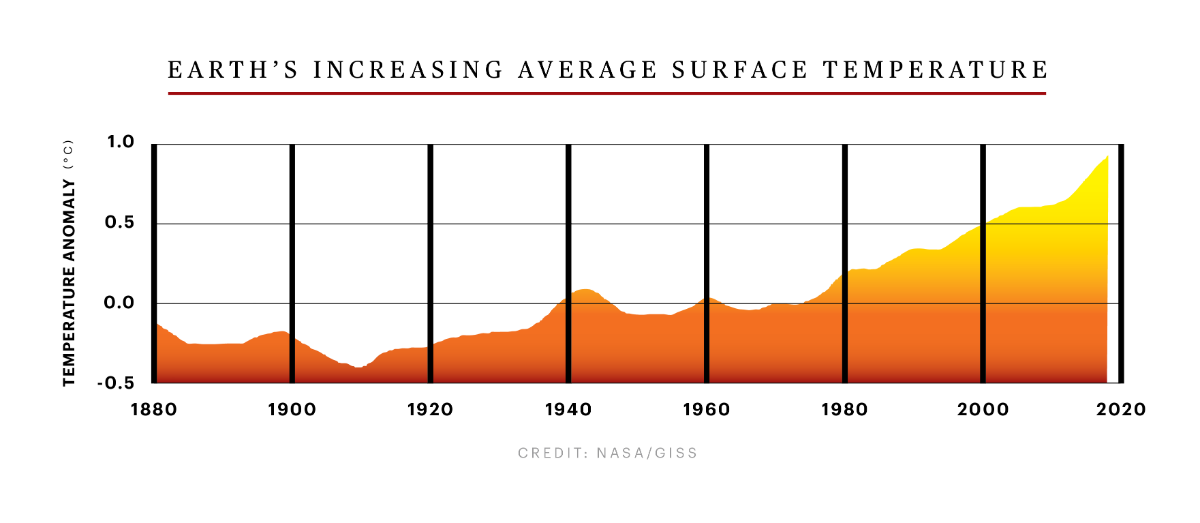 EARTH’S INCREASING AVERAGE SURFACE TEMPERATURE
TEMPERATURE ANOMALY (°C)
1.0
0.5
0.0
-0.5
1880 1900 1920 1940 1960 1980 2000 2020
CREDIT: NASA/GISS